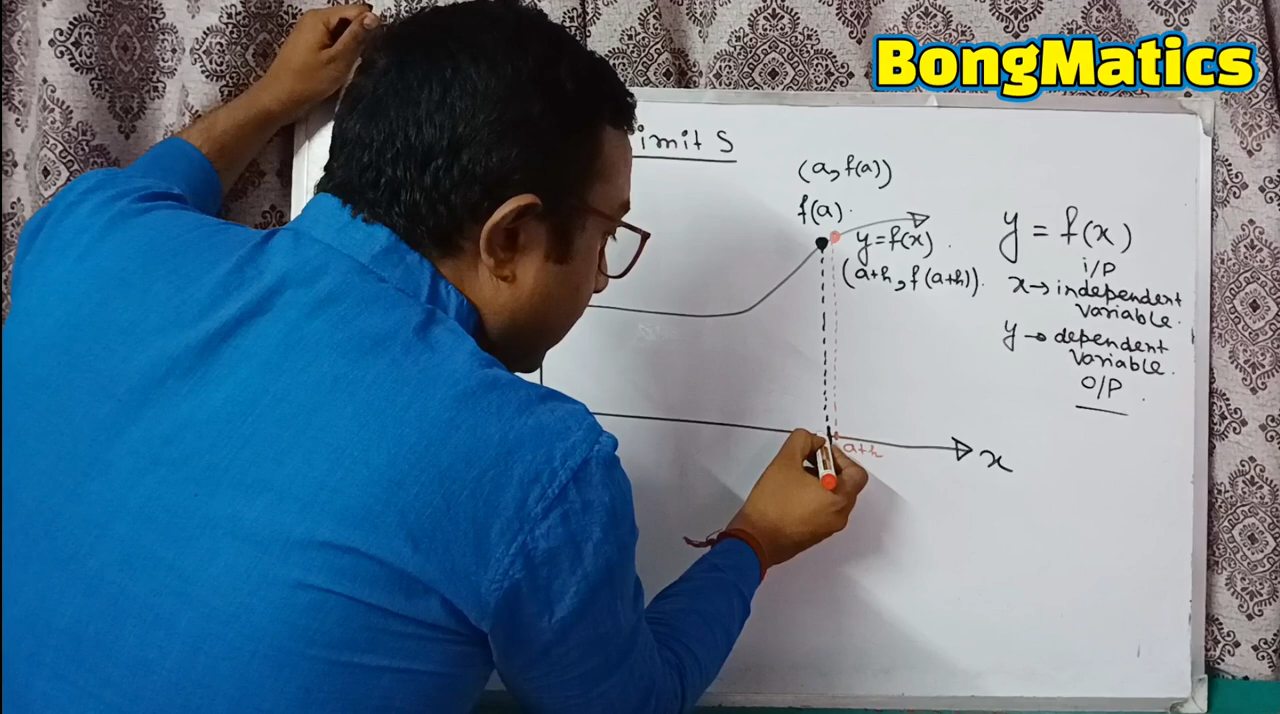 BongMatics
imit s
(a, f(a))
f(a).
y = f(x).
(a+h, f(a+h)).
a+h
x
y = f(x)
i/p
x → independent
variable.
y → dependent
variable.
O/P.